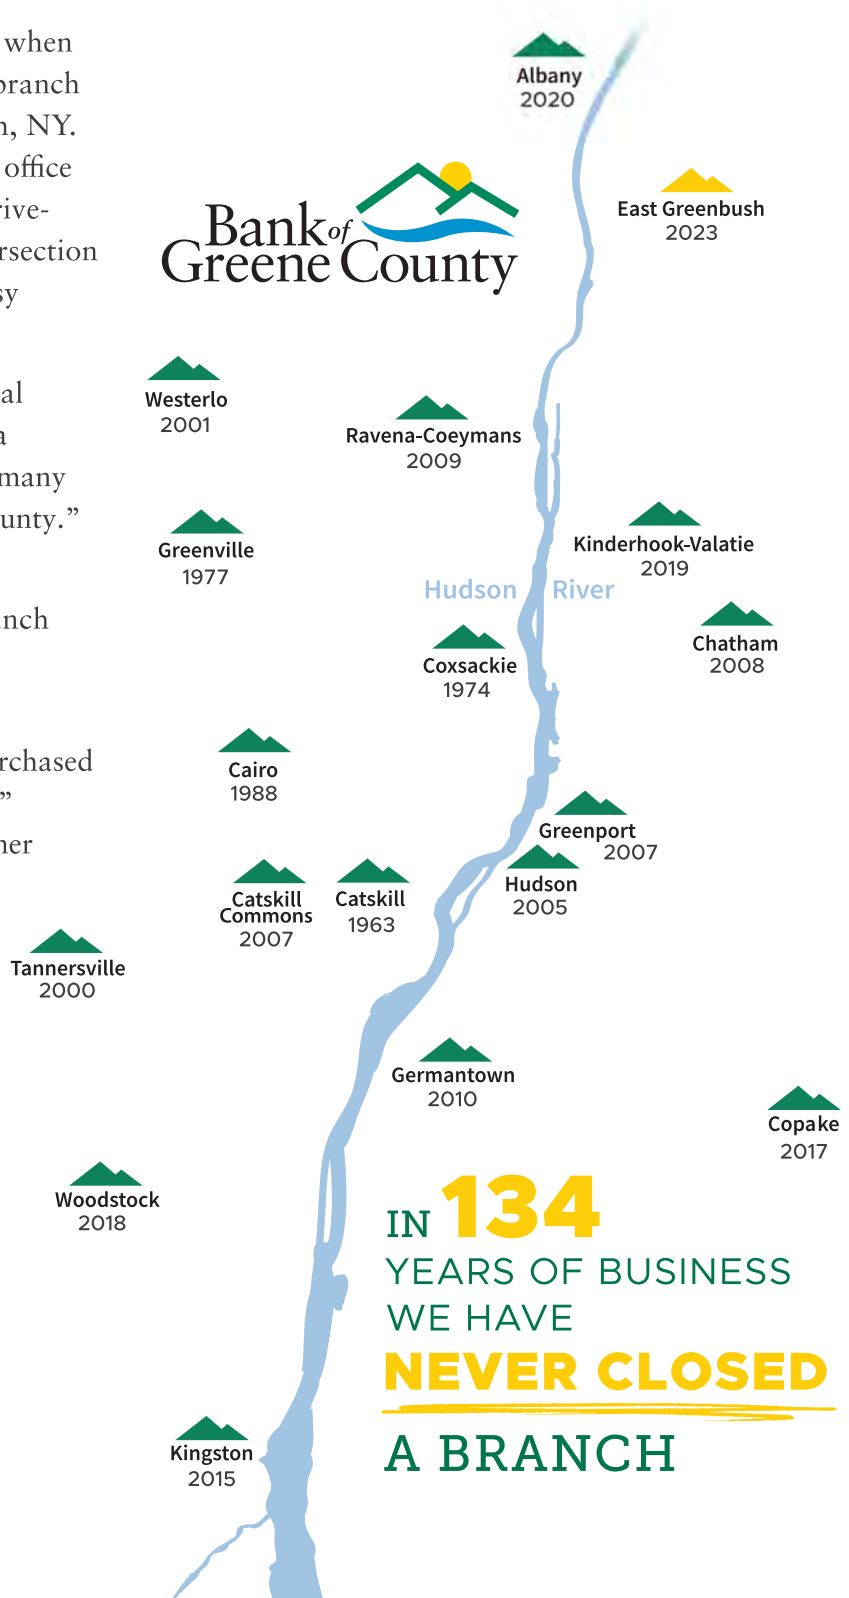 when
branch
n, NY.
office
rive-
rsection
sy
al
a
many
unty.”
nch
rchased
”
ner
Albany
2020
East Greenbush
2023
Bank of
Greene County
Westerlo
2001
Ravena-Coeymans
2009
Greenville
1977
Kinderhook-Valatie
2019
Hudson River
Chatham
2008
Coxsackie
1974
Cairo
1988
Greenport
2007
Hudson
2005
Catskill
Commons
2007
Catskill
1963
Tannersville
2000
Germantown
2010
Copake
2017
Woodstock
2018
IN 134
YEARS OF BUSINESS
WE HAVE
NEVER CLOSED
A BRANCH
Kingston
2015